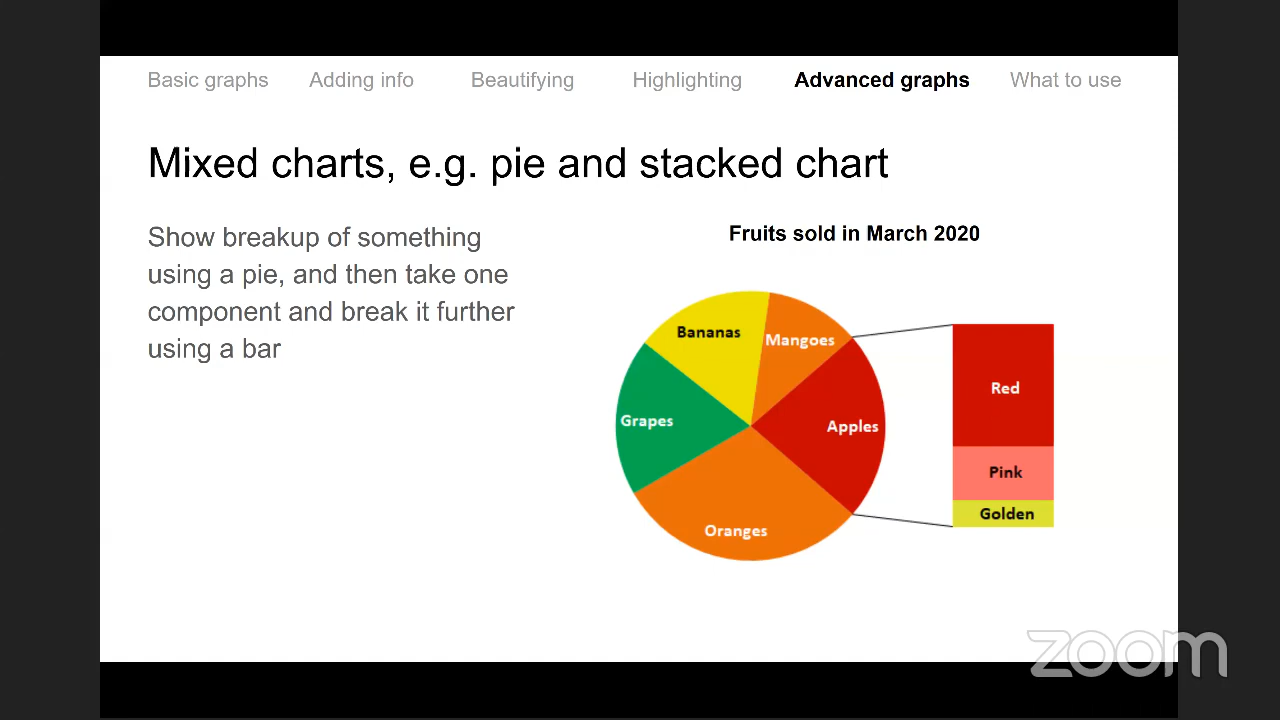 Basic graphs Adding info Beautifying Highlighting Advanced graphs What to use
Mixed charts, e.g. pie and stacked chart
Show breakup of something
using a pie, and then take one
component and break it further
using a bar
Fruits sold in March 2020
Bananas
Mangoes
Grapes
Apples
Oranges
Red
Pink
Golden
zoom